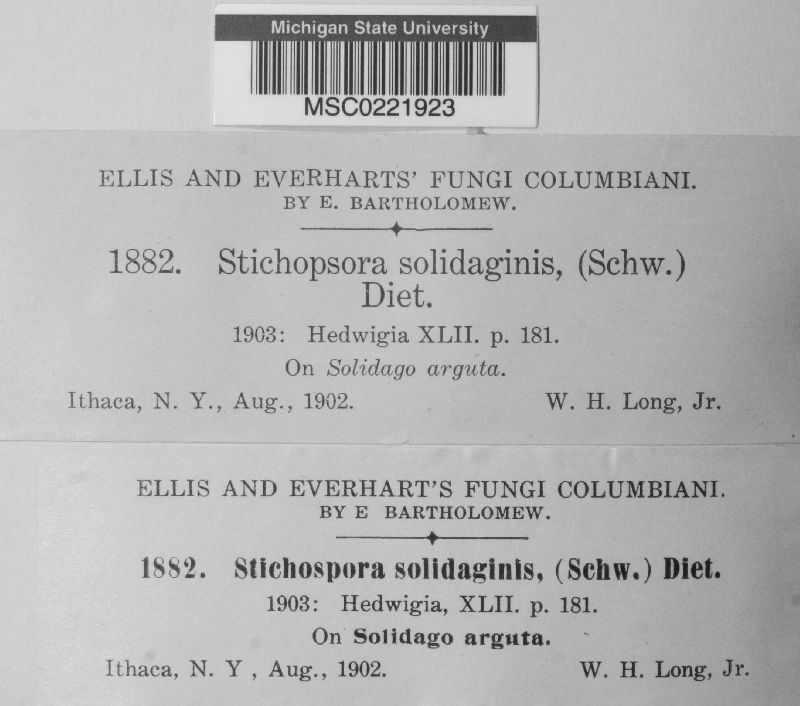 Michigan State University
MSC0221923
ELLIS AND EVERHARTS' FUNGI COLUMBIANI.
BY E. BARTHOLOMEW.
1882. Stichopsora solidaginis, (Schw.)
Diet.
1903: Hedwigia XLII. p. 181.
On Solidago arguta.
Ithaca, N. Y., Aug., 1902. W. H. Long, Jr.
ELLIS AND EVERHART'S FUNGI COLUMBIANI.
BY E BARTHOLOMEW.
1882. Stichospora solidaginis, (Schw.) Diet.
1903: Hedwigia, XLII. p. 181.
On Solidago arguta.
Ithaca, N. Y , Aug., 1902. W. H. Long, Jr.